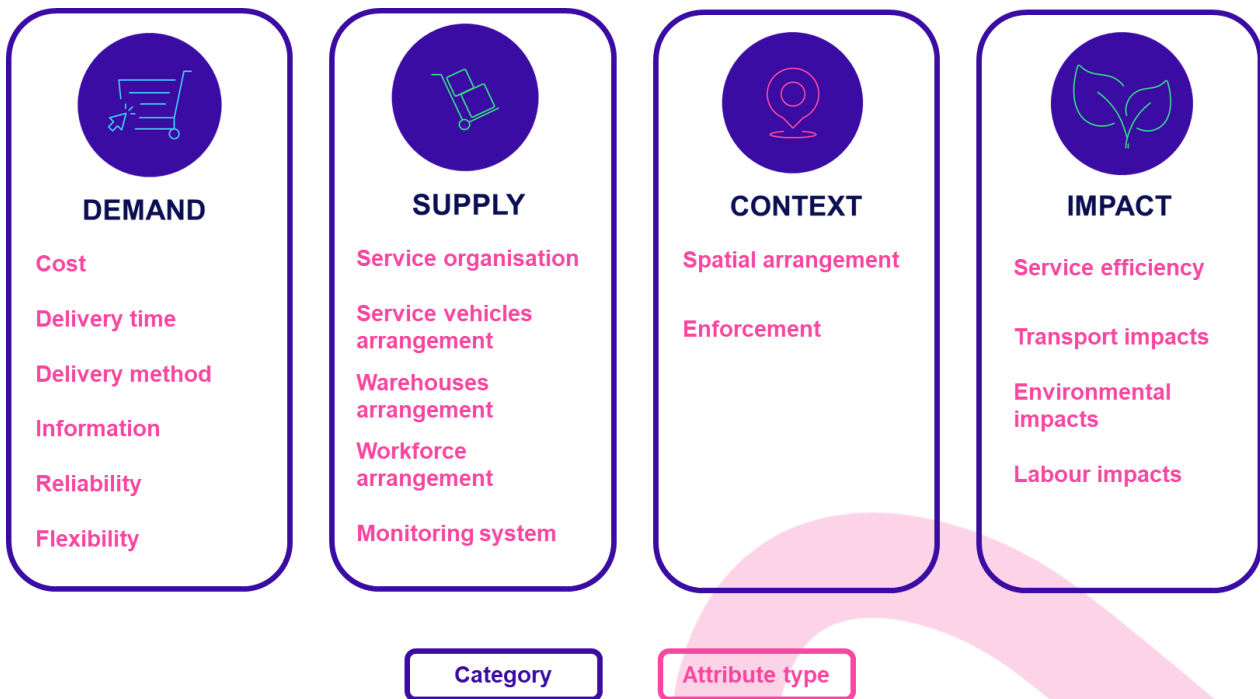 DEMAND
Cost
Delivery time
Delivery method
Information
Reliability
Flexibility
SUPPLY
Service organisation
Service vehicles
arrangement
Warehouses
arrangement
Workforce
arrangement
Monitoring system
CONTEXT
Spatial arrangement
Enforcement
IMPACT
Service efficiency
Transport impacts
Environmental
impacts
Labour impacts
Category
Attribute type